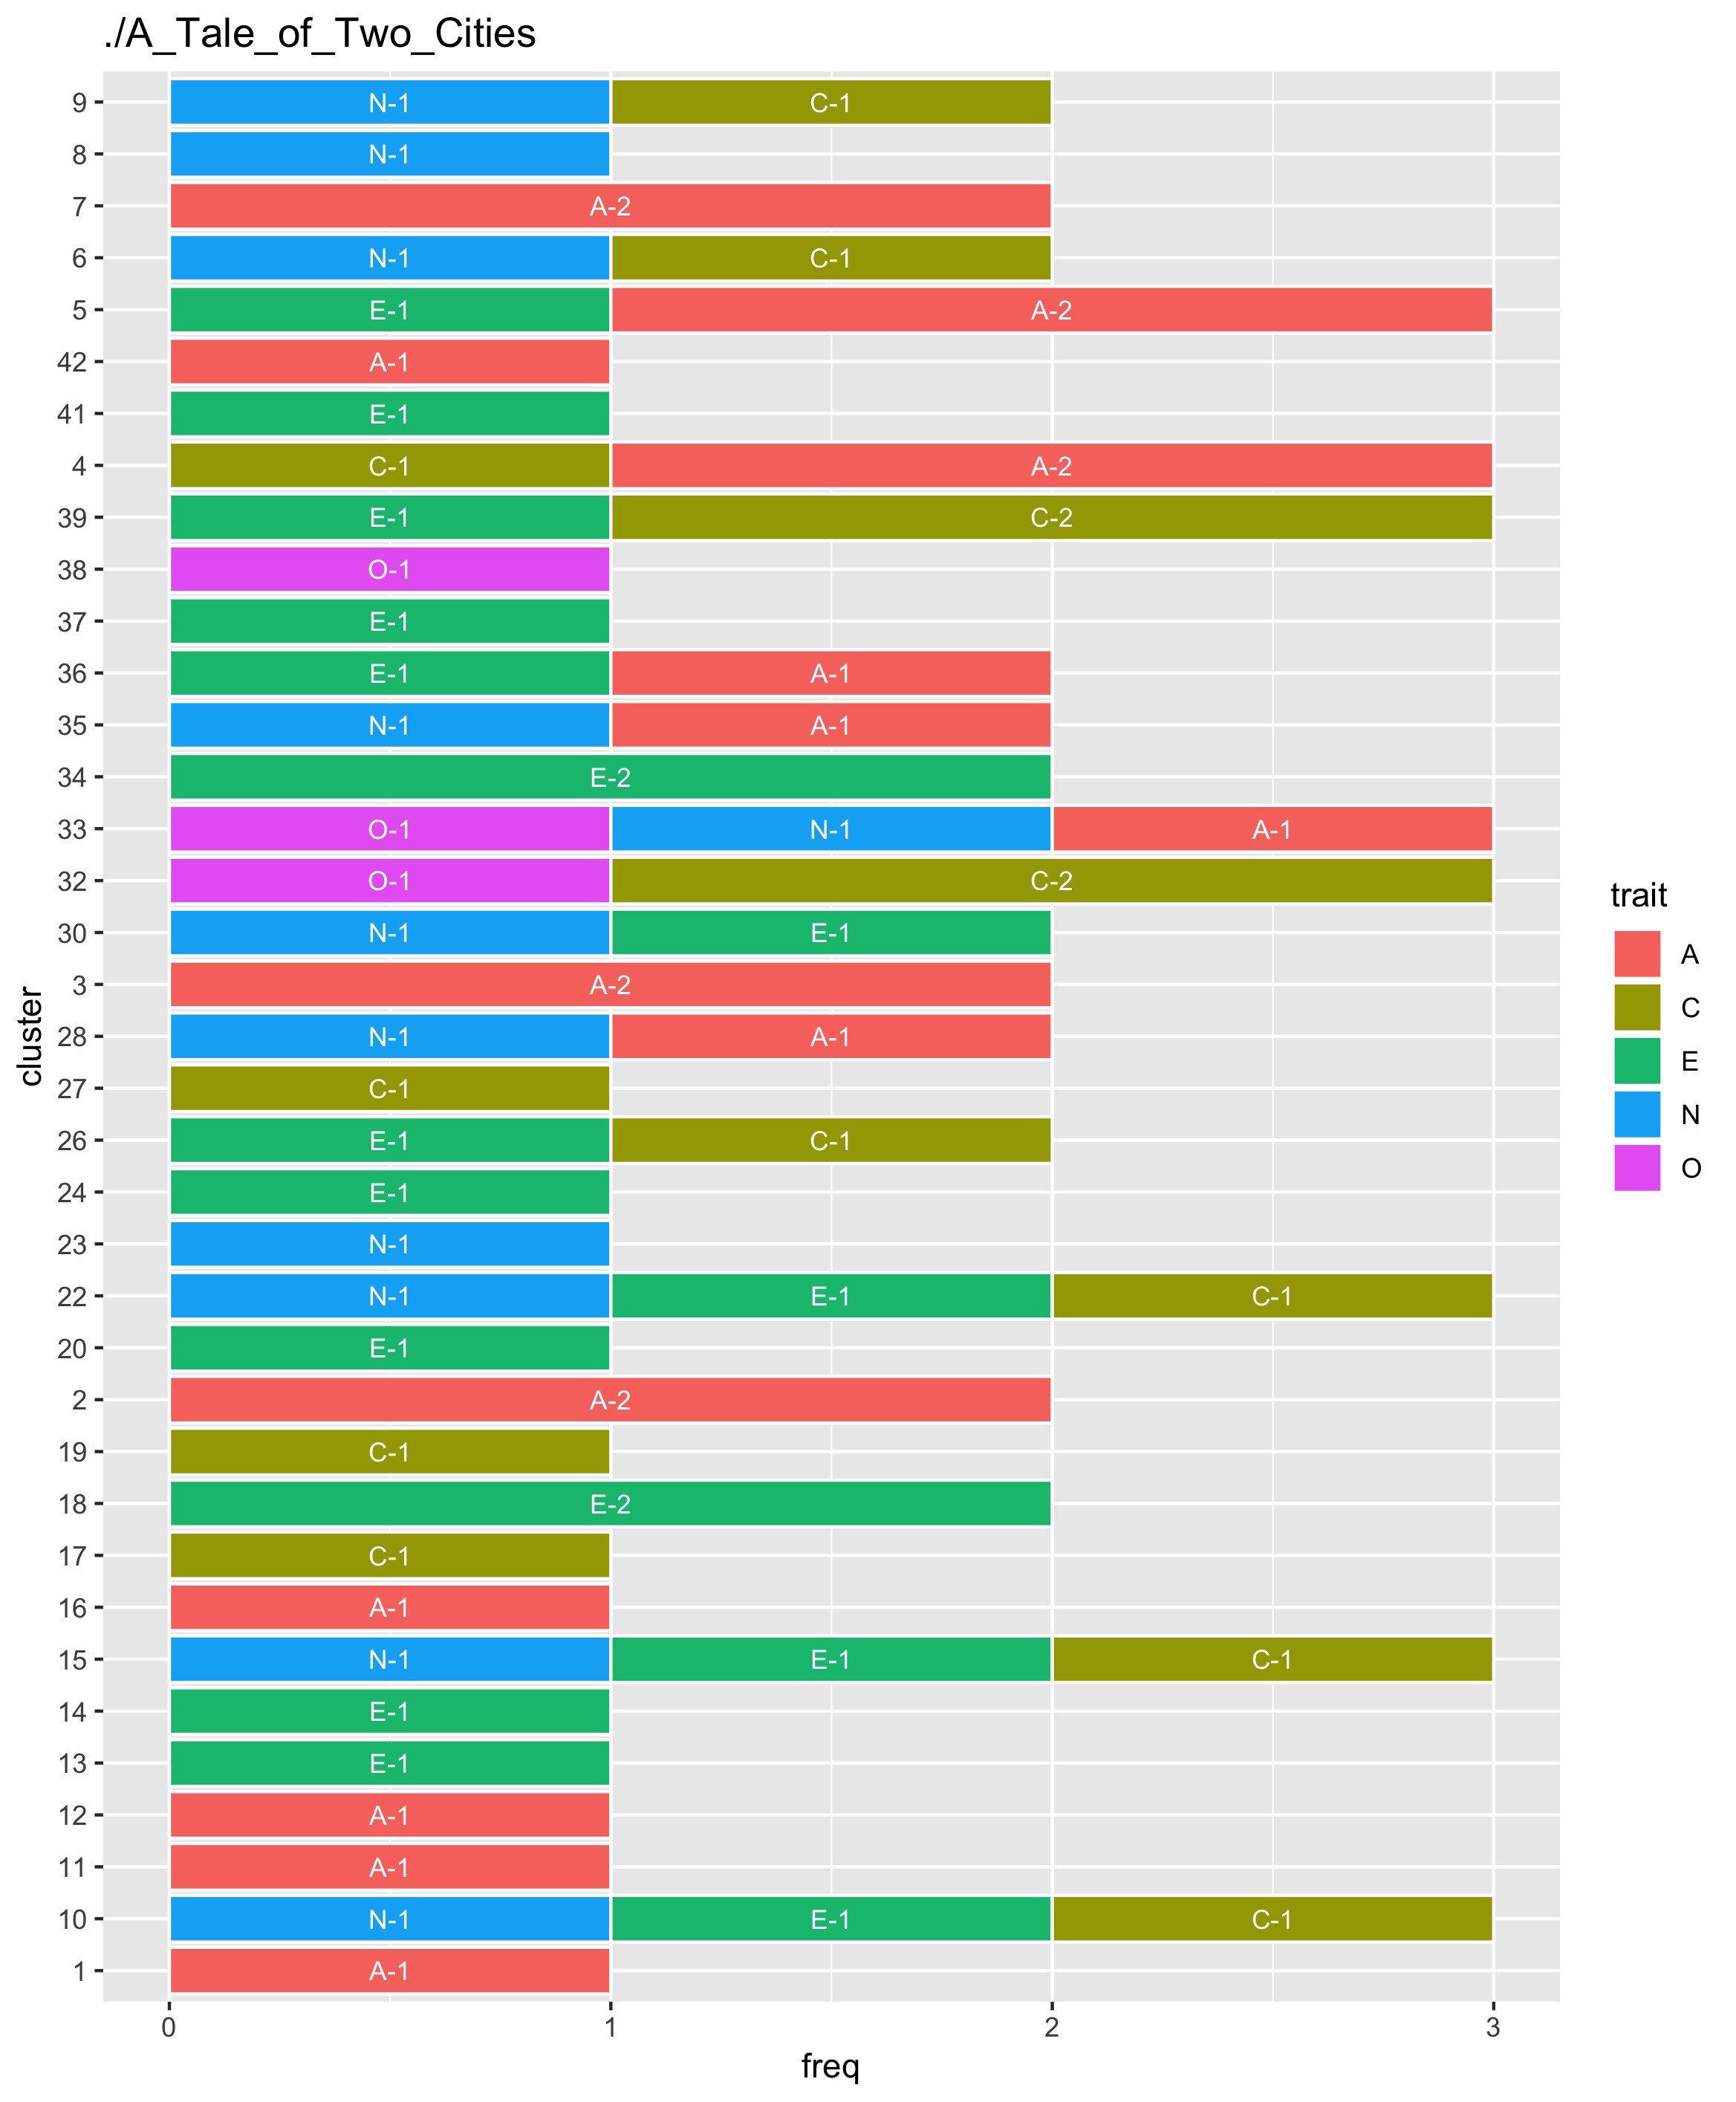 ./A_Tale_of_Two_Cities
9 N-1 C-1
8 N-1
7 A-2
6 N-1 C-1
5 E-1 A-2
42 A-1
41 E-1
4 C-1 A-2
39 E-1 C-2
38 O-1
37 E-1
36 E-1 A-1
35 N-1 A-1
34 E-2
33 O-1 N-1 A-1
32 O-1 C-2
30 N-1 E-1
3 A-2
28 N-1 A-1
27 C-1
26 E-1 C-1
24 E-1
23 N-1
22 N-1 E-1 C-1
20 E-1
2 A-2
19 C-1
18 E-2
17 C-1
16 A-1
15 N-1 E-1 C-1
14 E-1
13 E-1
12 A-1
11 A-1
10 N-1 E-1 C-1
1 A-1
0 1 2 3
freq
cluster
trait
A
C
E
N
O